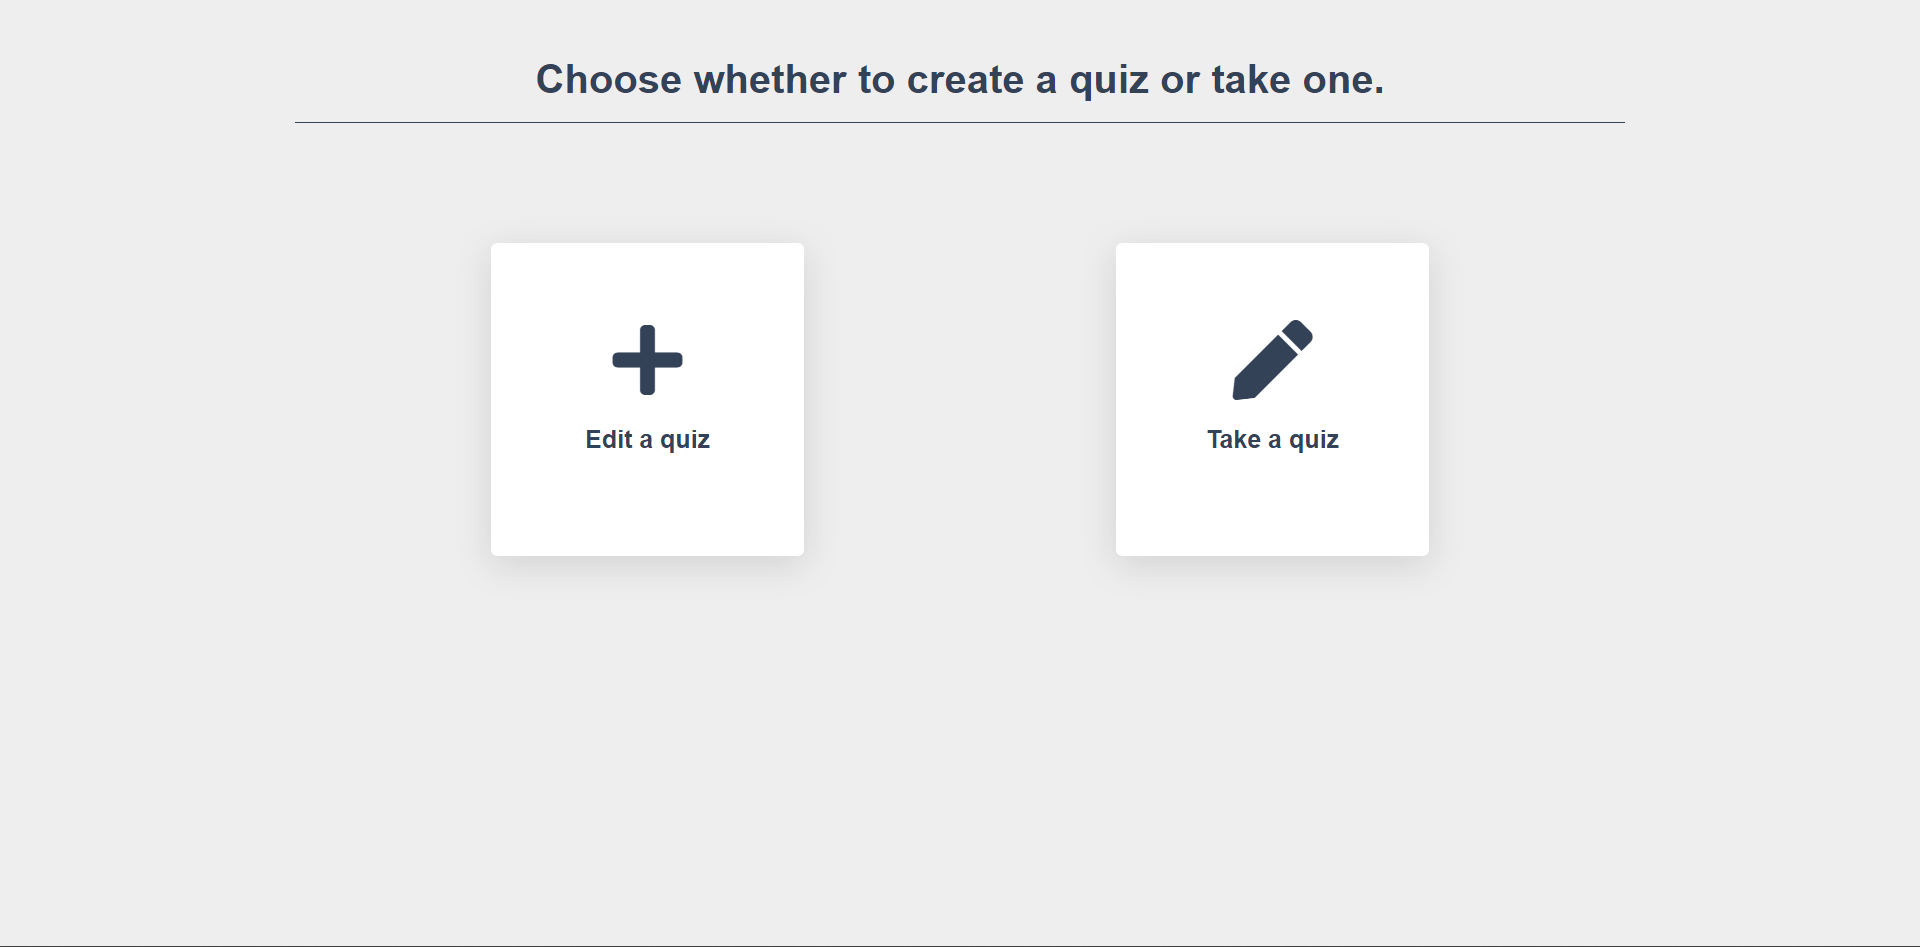 Choose whether to create a quiz or take one.
Edit a quiz
Take a quiz